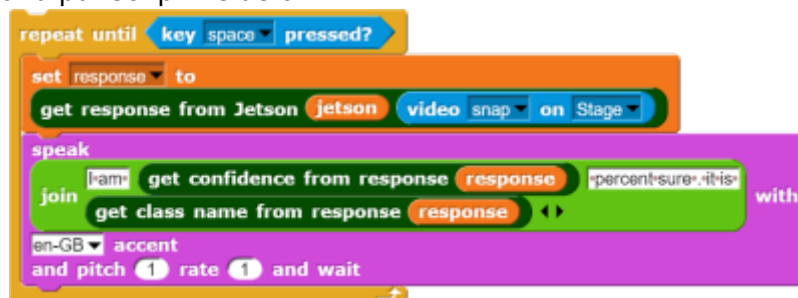 repeat until key space pressed?
set response to
get response from Jetson jetson video snap on Stage
speak
join I am get confidence from response response percent sure. it is with
get class name from response response
en-GB accent
and pitch 1 rate 1 and wait